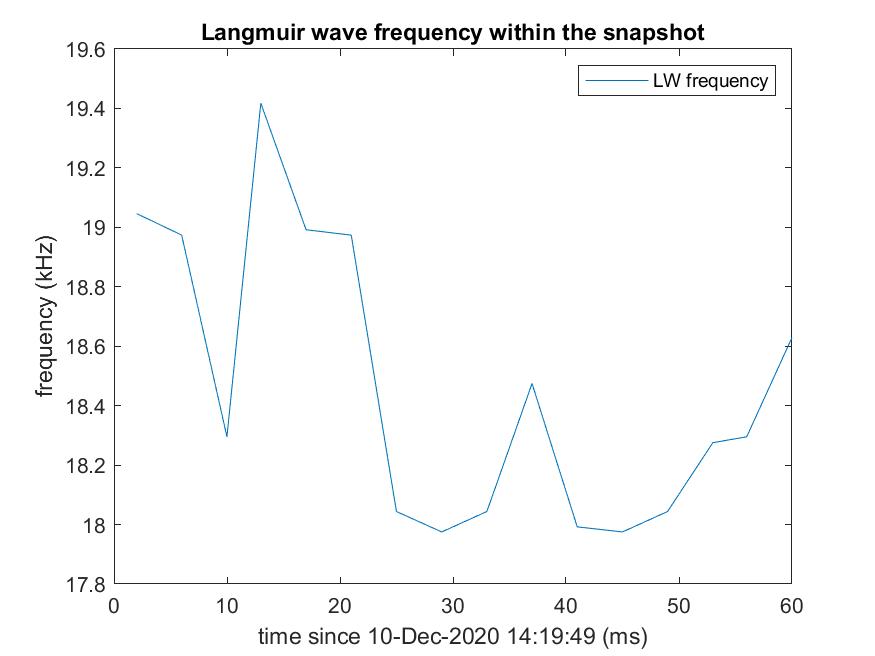 Langmuir wave frequency within the snapshot
LW frequency
19.6
19.4
19.2
19
18.8
18.6
18.4
18.2
18
17.8
frequency (kHz)
0 10 20 30 40 50 60
time since 10-Dec-2020 14:19:49 (ms)